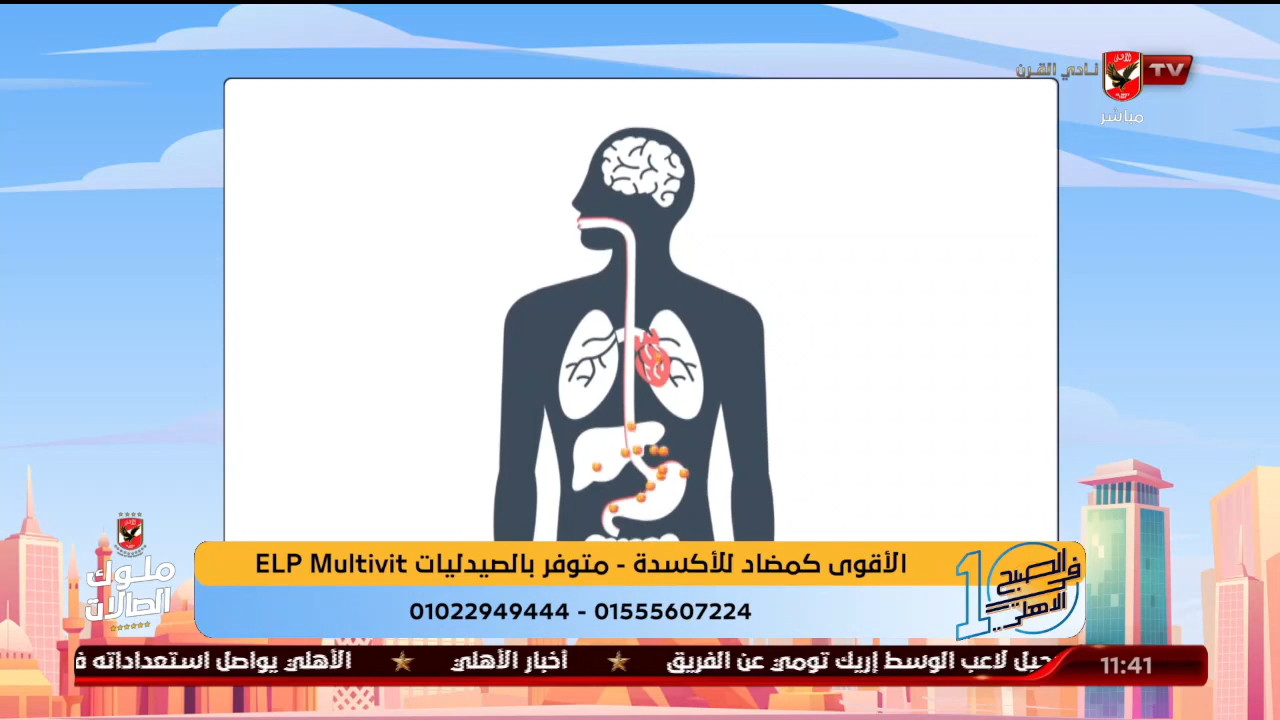 نادي القرن
TV
مباشر
الأقوى كمضاد للأكسدة - متوفر بالصيدليات ELP Multivit
01022949444 - 01555607224
10 الصبح في الأهلي..
ملوك
الصالات
لاعب الوسط إريك تومي عن الفريق ★ أخبار الأهلي ★ الأهلي يواصل استعداداته
11:41